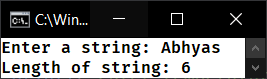 C:\Win...
Enter a string: Abhyas
Length of string: 6